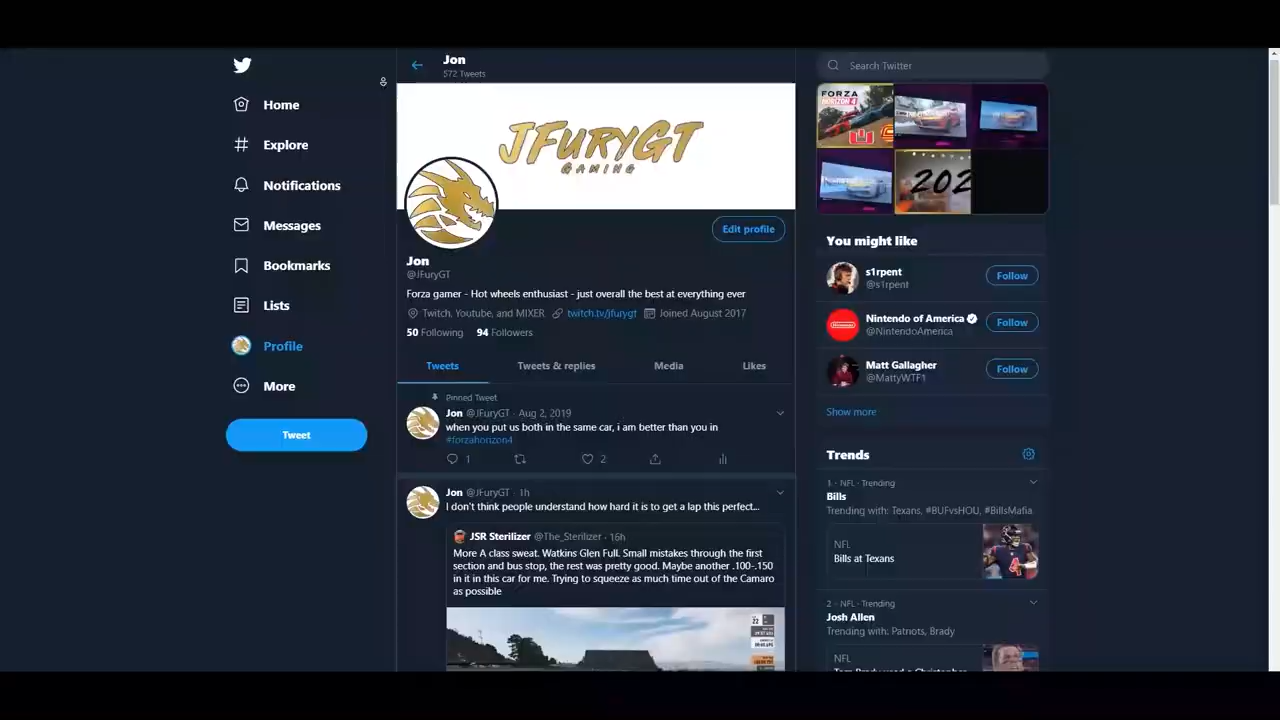 Home
Explore
Notifications
Messages
Bookmarks
Lists
Profile
More
Tweet
Jon
572 Tweets
JFURYGT
GAMING
Edit profile
Jon
@JFuryGT
Forza gamer - Hot wheels enthusiast - just overall the best at everything ever
Twitch, Youtube, and MIXER twitch.tv/jfurygt Joined August 2017
50 Following 94 Followers
Tweets Tweets & replies Media Likes
Pinned Tweet
Jon @JFuryGT · Aug 2, 2019
when you put us both in the same car, i am better than you in
#forzahorizon4
1 2
Jon @JFuryGT · 1h
I don't think people understand how hard it is to get a lap this perfect...
JSR Sterilizer @The_Sterilizer · 16h
More A class sweat. Watkins Glen Full. Small mistakes through the first
section and bus stop, the rest was pretty good. Maybe another .100-.150
in it in this car for me. Trying to squeeze as much time out of the Camaro
as possible
22
Search Twitter
FORZA
HORIZON 4
202
You might like
s1rpent
@s1rpent
Follow
Nintendo of America
@NintendoAmerica
Follow
Matt Gallagher
@MattyWTF1
Follow
Show more
Trends
1 · NFL · Trending
Bills
Trending with: Texans, #BUFvsHOU, #BillsMafia
NFL
Bills at Texans
2 · NFL · Trending
Josh Allen
Trending with: Patriots, Brady
NFL